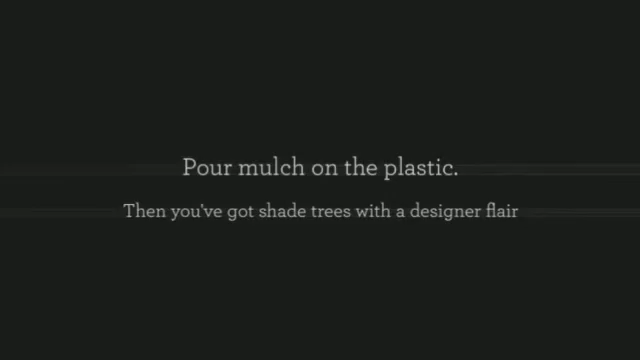 Pour mulch on the plastic.
Then you've got shade trees with a designer flair